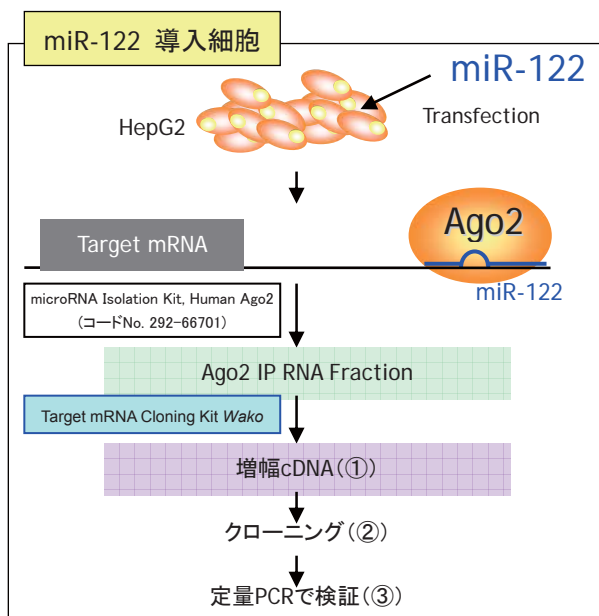 miR-122 導入細胞
miR-122
HepG2
Transfection
Ago2
Target mRNA
miR-122
microRNA Isolation Kit, Human Ago2
(コードNo. 292-66701)
Ago2 IP RNA Fraction
Target mRNA Cloning Kit Wako
増幅cDNA(①)
クローニング(②)
定量PCRで検証(③)